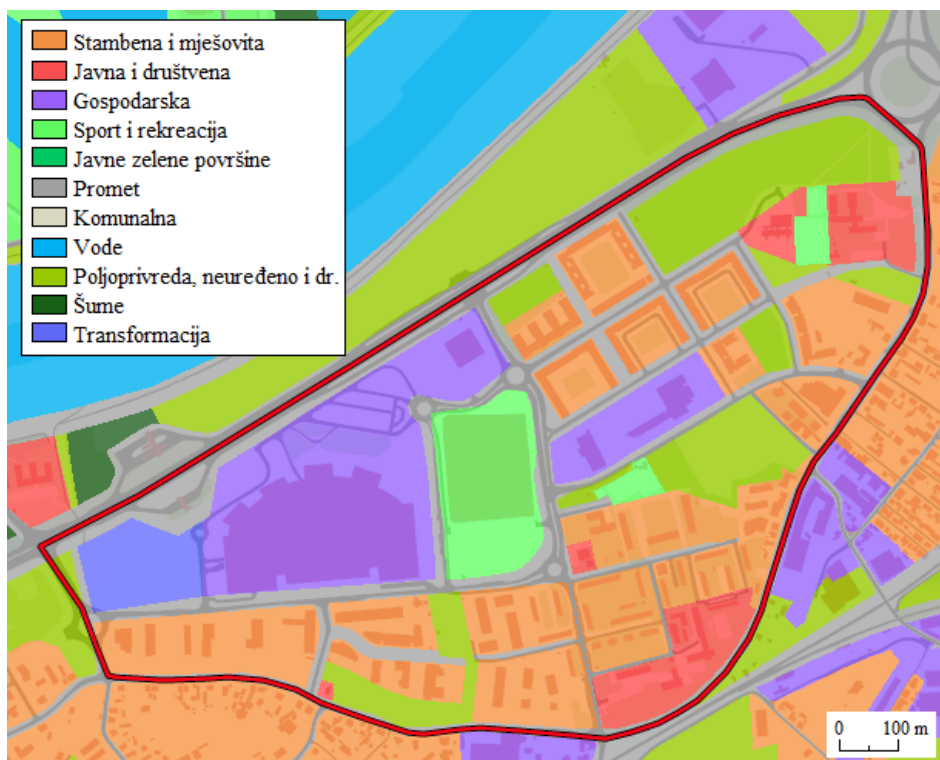 Stambena i mješovita
Javna i društvena
Gospodarska
Sport i rekreacija
Javne zelene površine
Promet
Komunalna
Vode
Poljoprivreda, neuređeno i dr.
Šume
Transformacija
0 100 m